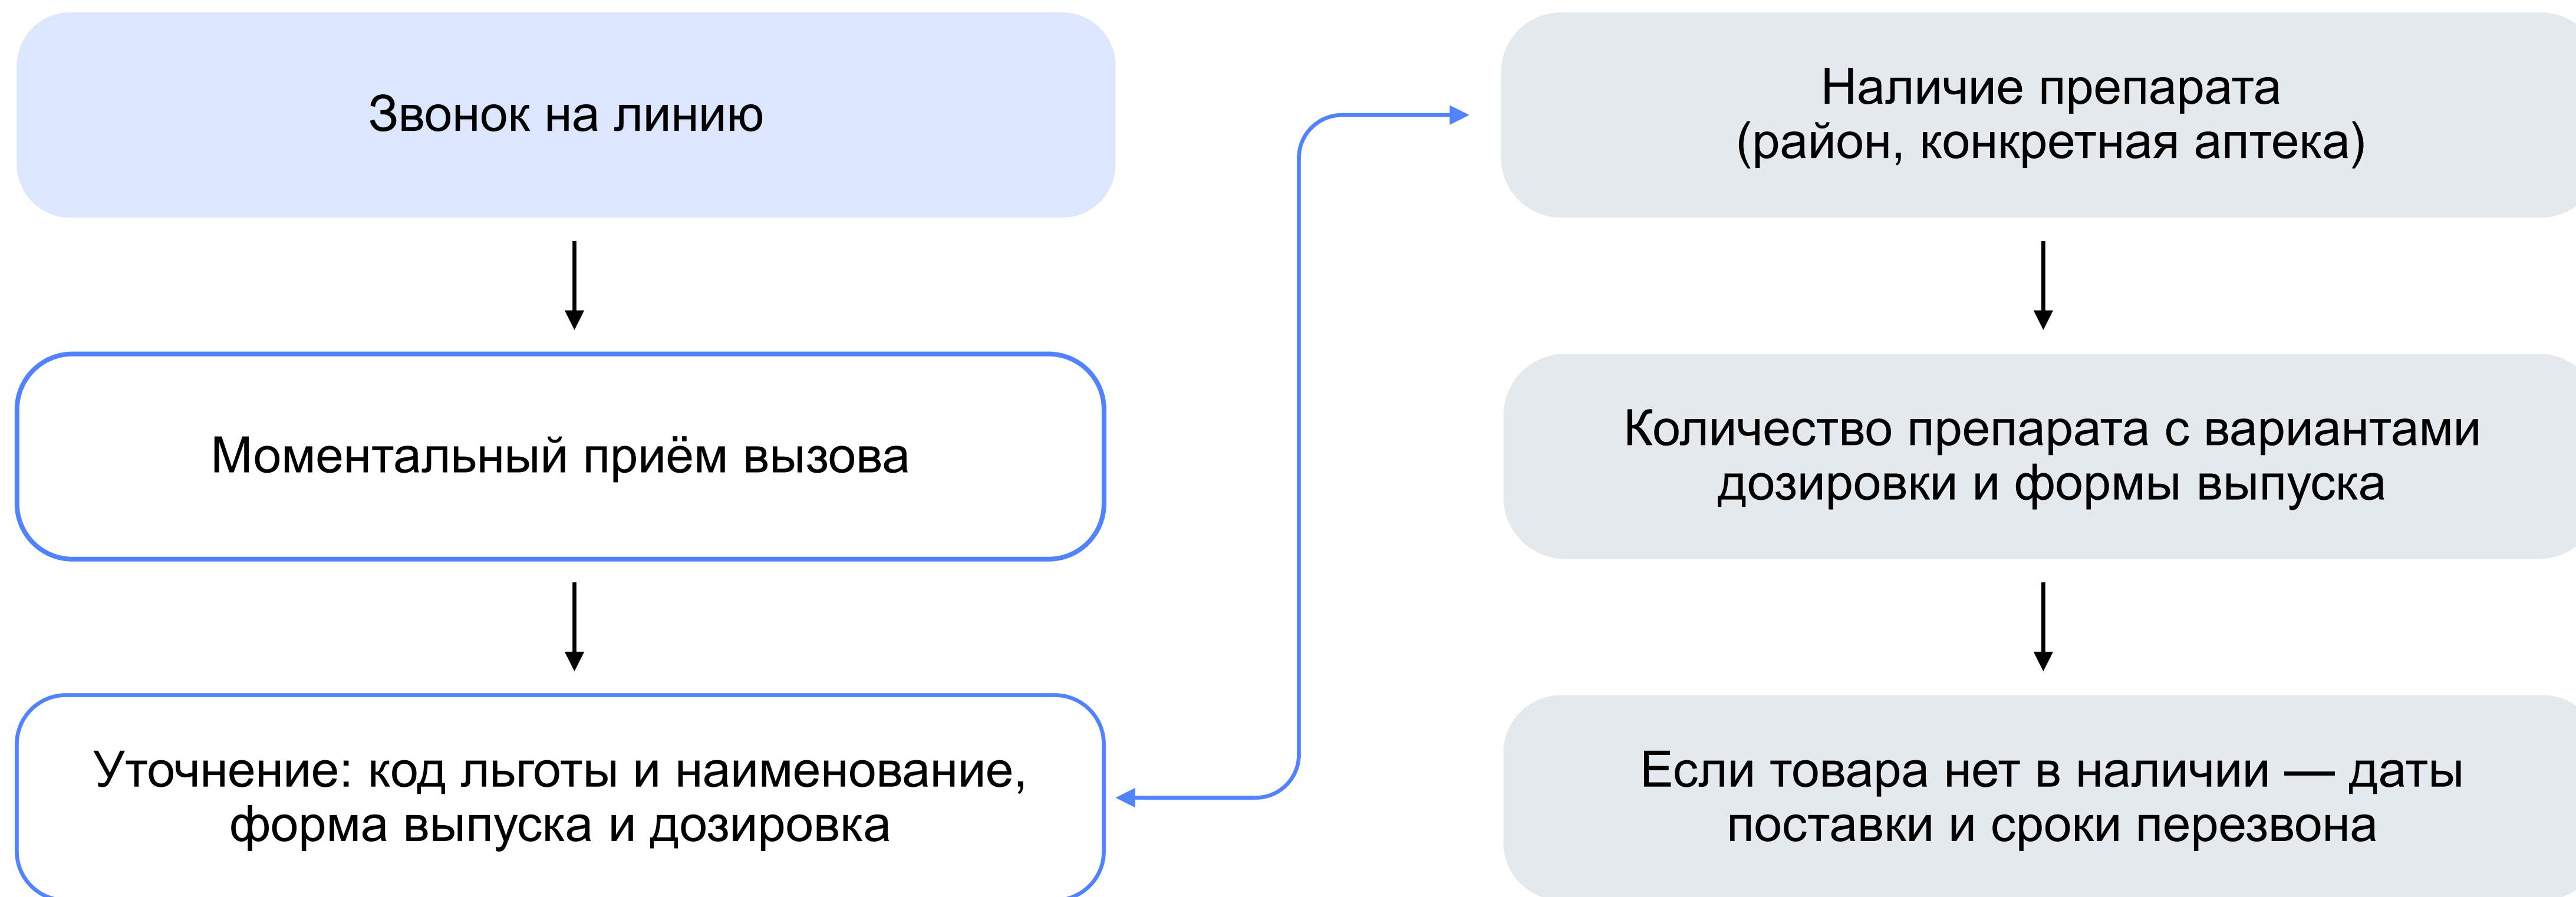 Звонок на линию
Моментальный приём вызова
Уточнение: код льготы и наименование,
форма выпуска и дозировка
Наличие препарата
(район, конкретная аптека)
Количество препарата с вариантами
дозировки и формы выпуска
Если товара нет в наличии — даты
поставки и сроки перезвона